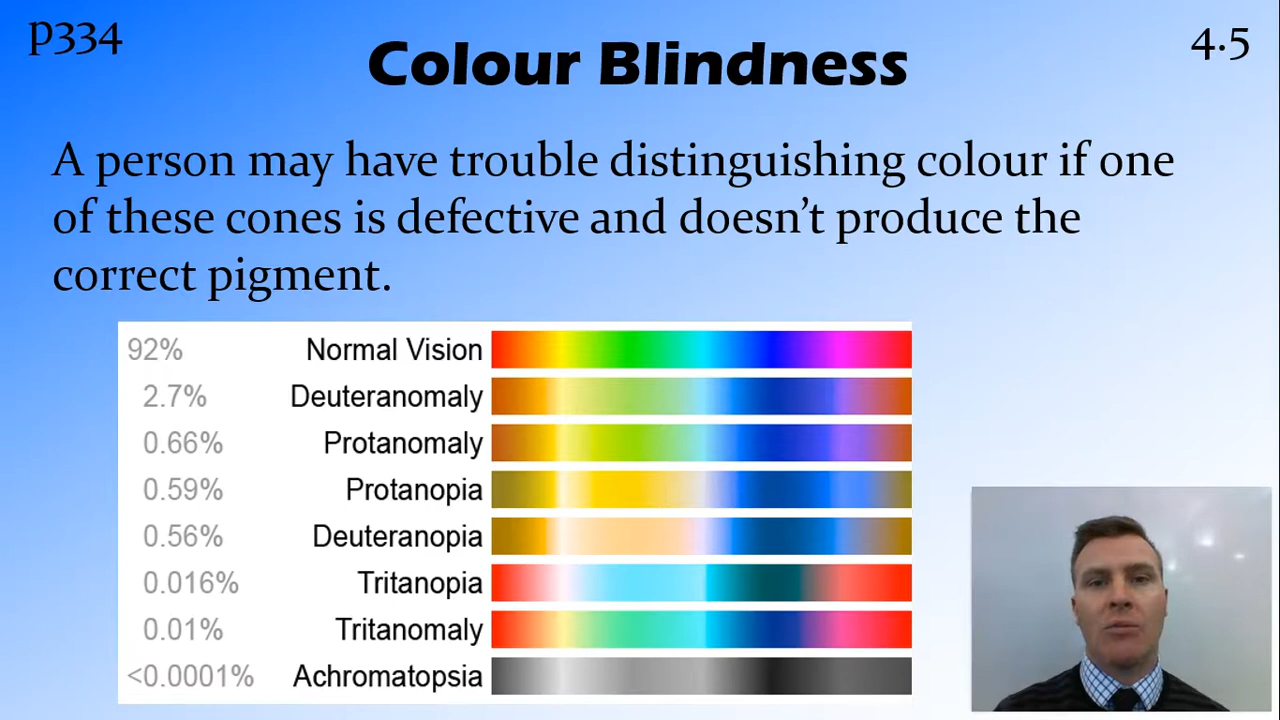 p334
4.5
Colour Blindness
A person may have trouble distinguishing colour if one
of these cones is defective and doesn't produce the
correct pigment.
92% Normal Vision
2.7% Deuteranomaly
0.66% Protanomaly
0.59% Protanopia
0.56% Deuteranopia
0.016% Tritanopia
0.01% Tritanomaly
<0.0001% Achromatopsia